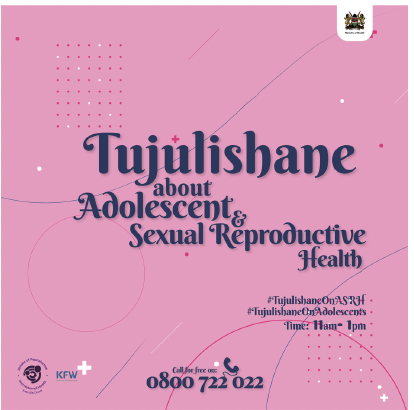 Tujulishane
about
Adolescent
&
Sexual Reproductive
Health
#TujulishaneOnASRH
#TujulishaneOnAdolescents
Time: 11am- 1pm
Call for free on:
0800 722 022
KFW